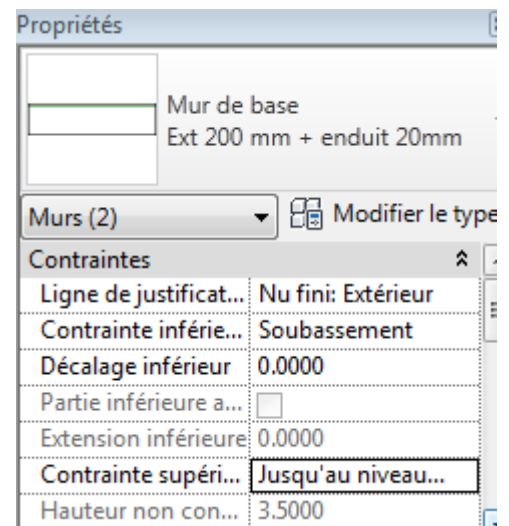 Propriétés
Mur de base
Ext 200 mm + enduit 20mm
Murs (2) Modifier le type
Contraintes
Ligne de justificat... Nu fini: Extérieur
Contrainte inférie... Soubassement
Décalage inférieur 0.0000
Partie inférieure a...
Extension inférieure 0.0000
Contrainte supéri... Jusqu'au niveau...
Hauteur non con... 3.5000